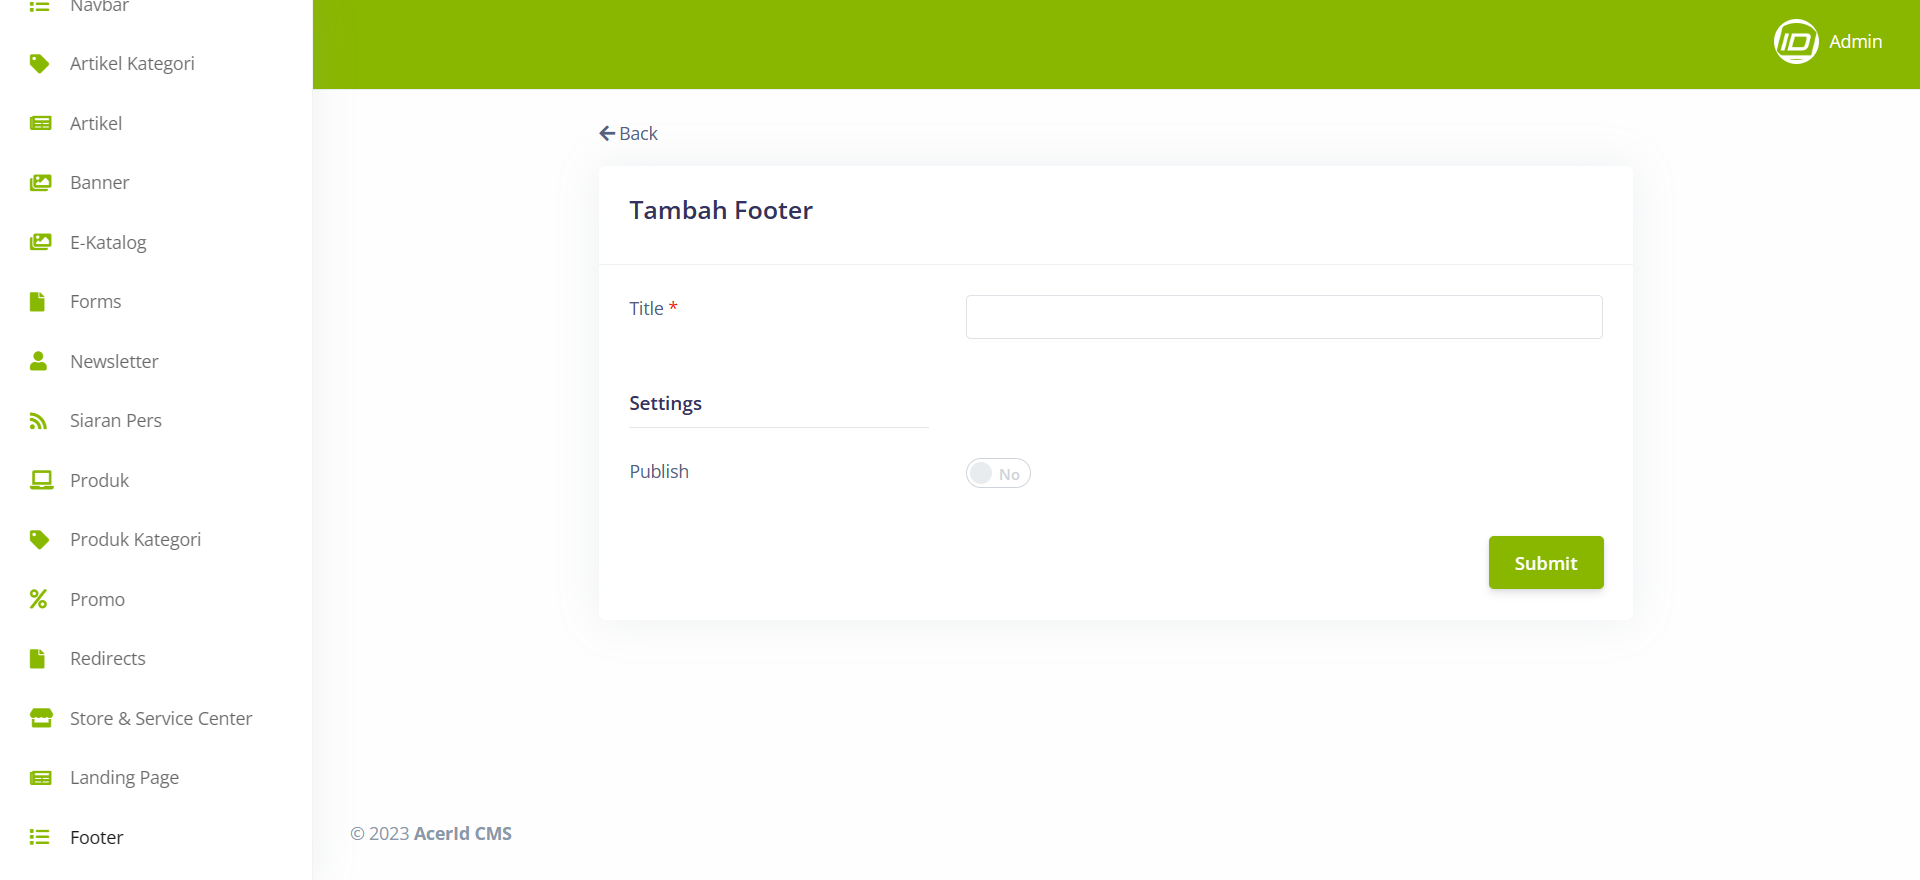 Navbar
Artikel Kategori
Artikel
Banner
E-Katalog
Forms
Newsletter
Siaran Pers
Produk
Produk Kategori
Promo
Redirects
Store & Service Center
Landing Page
Footer
ID Admin
Back
Tambah Footer
Title *
Settings
Publish No
Submit
© 2023 AcerId CMS